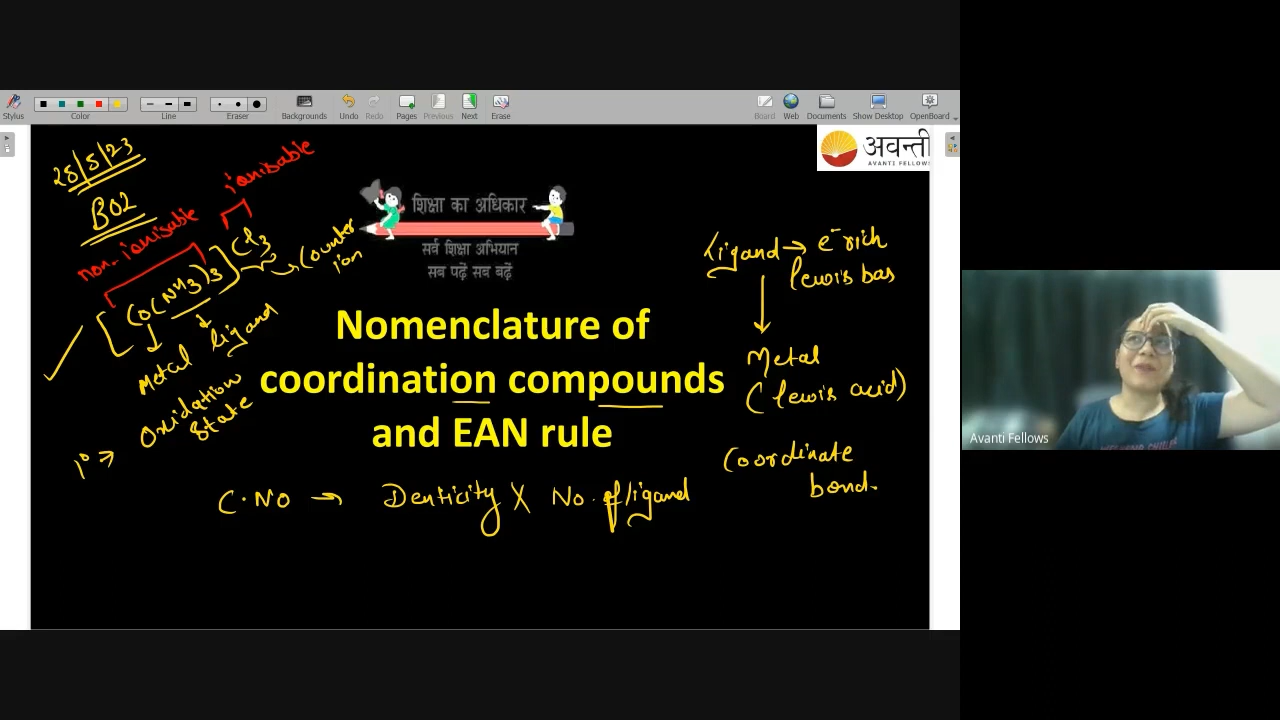 Stylus
Color
Line
Eraser
Backgrounds
Undo
Redo
Pages
Previous
Next
Erase
Board
Web
Documents
Show Desktop
OpenBoard
अवन्ती
AVANTI FELLOWS
28/5/23
B02
non-ionisable
ionisable
[Co(NH3)3]Cl3
Counter
ion
Metal
ligand
Oxidation
state
1° ⇒
शिक्षा का अधिकार
सर्व शिक्षा अभियान
सब पढ़ें सब बढ़ें
Nomenclature of
coordination compounds
and EAN rule
C.No → Denticity X No. of ligand
Ligand → e- rich
lewis bas
Metal
(lewis acid)
Coordinate
bond.
Avanti Fellows